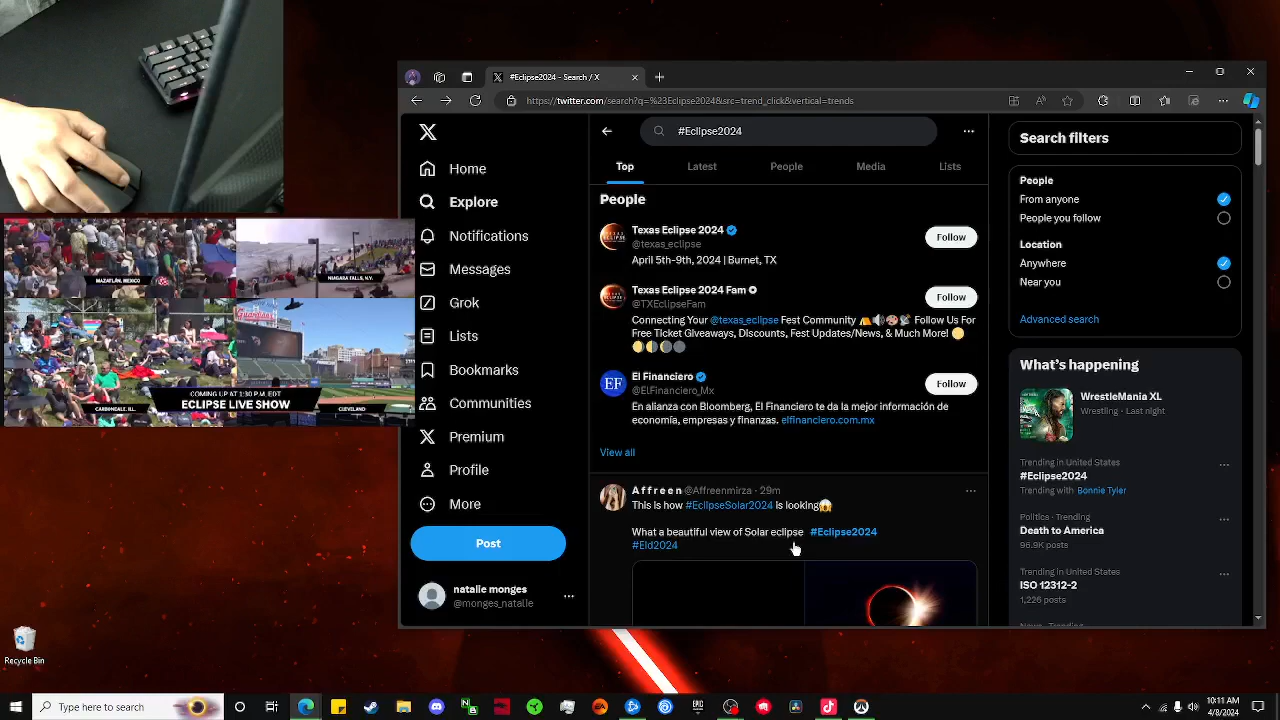 #Eclipse2024 - Search / X
https://twitter.com/search?q=%23Eclipse2024&src=trend_click&vertical=trends
Home
Explore
Notifications
Messages
Grok
Lists
Bookmarks
Communities
Premium
Profile
More
Post
natalie monges
@monges_natalie
#Eclipse2024
Top Latest People Media Lists
People
Texas Eclipse 2024
@texas_eclipse
Follow
April 5th-9th, 2024 | Burnet, TX
Texas Eclipse 2024 Fam
@TXEclipseFam
Follow
Connecting Your @texas_eclipse Fest Community 🏕️🔊🎨🚀 Follow Us For
Free Ticket Giveaways, Discounts, Fest Updates/News, & Much More! 🌕
🌕🌗🌘🌑
El Financiero
@ElFinanciero_Mx
Follow
En alianza con Bloomberg, El Financiero te da la mejor información de
economía, empresas y finanzas. elfinanciero.com.mx
View all
A f f r e e n @Affreenmirza · 29m
This is how #EclipseSolar2024 is looking😱
What a beautiful view of Solar eclipse #Eclipse2024
#Eid2024
Search filters
People
From anyone
People you follow
Location
Anywhere
Near you
Advanced search
What's happening
WrestleMania XL
Wrestling · Last night
Trending in United States
#Eclipse2024
Trending with Bonnie Tyler
Politics · Trending
Death to America
95.9K posts
Trending in United States
ISO 12312-2
1,226 posts
MAZATLÁN, MEXICO
NIAGARA FALLS, N.Y.
Guardians
COMING UP AT 1:30 P.M. EDT
ECLIPSE LIVE SHOW
CARBONDALE, ILL.
CLEVELAND
Recycle Bin
Type here to search
10:11 AM
4/8/2024